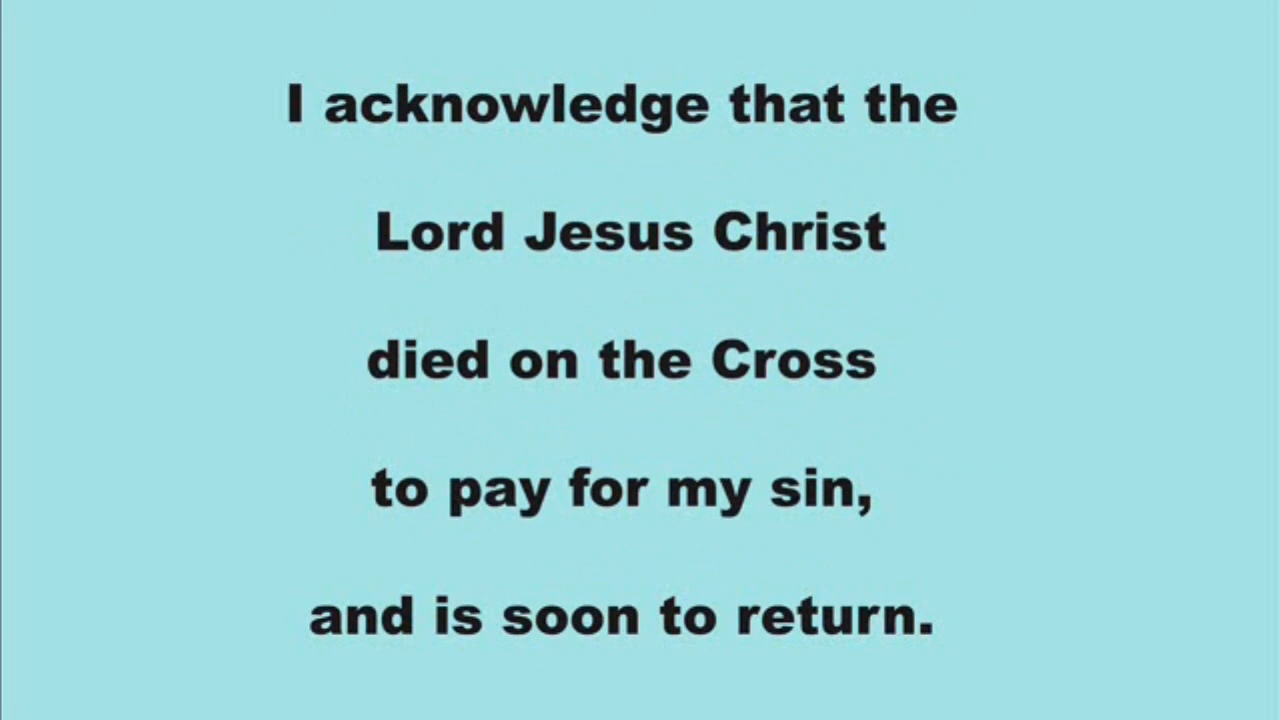 I acknowledge that the
Lord Jesus Christ
died on the Cross
to pay for my sin,
and is soon to return.